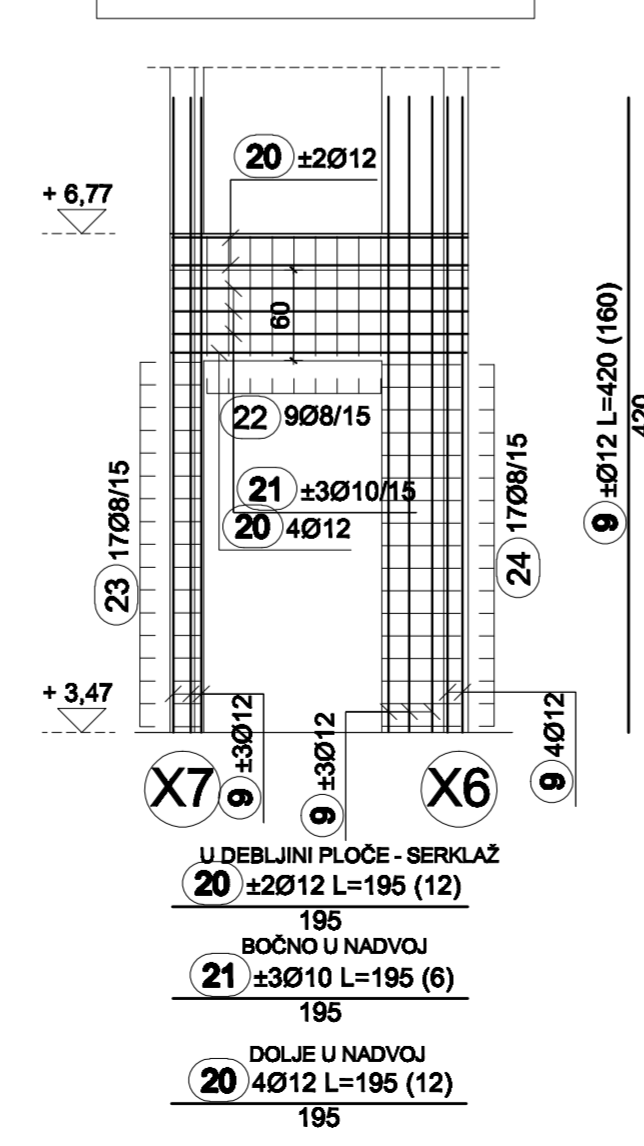 20 ±2Ø12
+ 6,77
60
22 9Ø8/15
21 ±3Ø10/15
20 4Ø12
23 17Ø8/15
24 17Ø8/15
9 ±Ø12 L=420 (160)
420
+ 3,47
9 ±3Ø12
9 ±3Ø12
9 4Ø12
X7
X6
U DEBLJINI PLOČE - SERKLAŽ
20 ±2Ø12 L=195 (12)
195
BOČNO U NADVOJ
21 ±3Ø10 L=195 (6)
195
DOLJE U NADVOJ
20 4Ø12 L=195 (12)
195